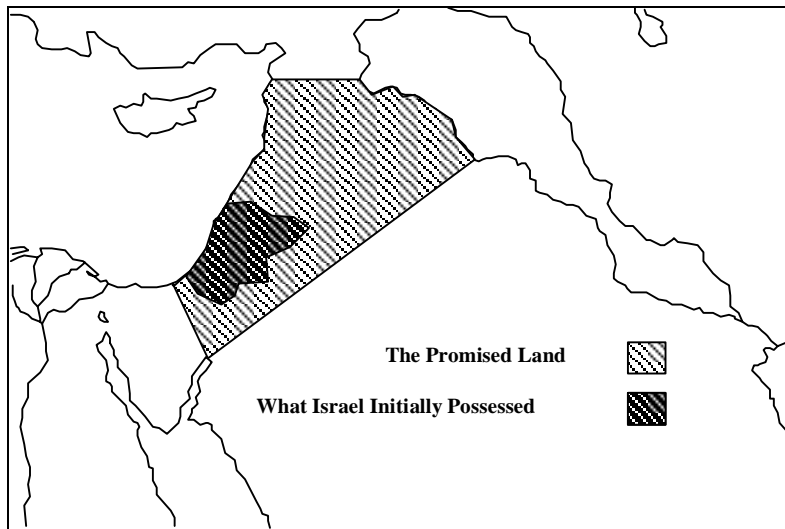 The Promised Land
What Israel Initially Possessed